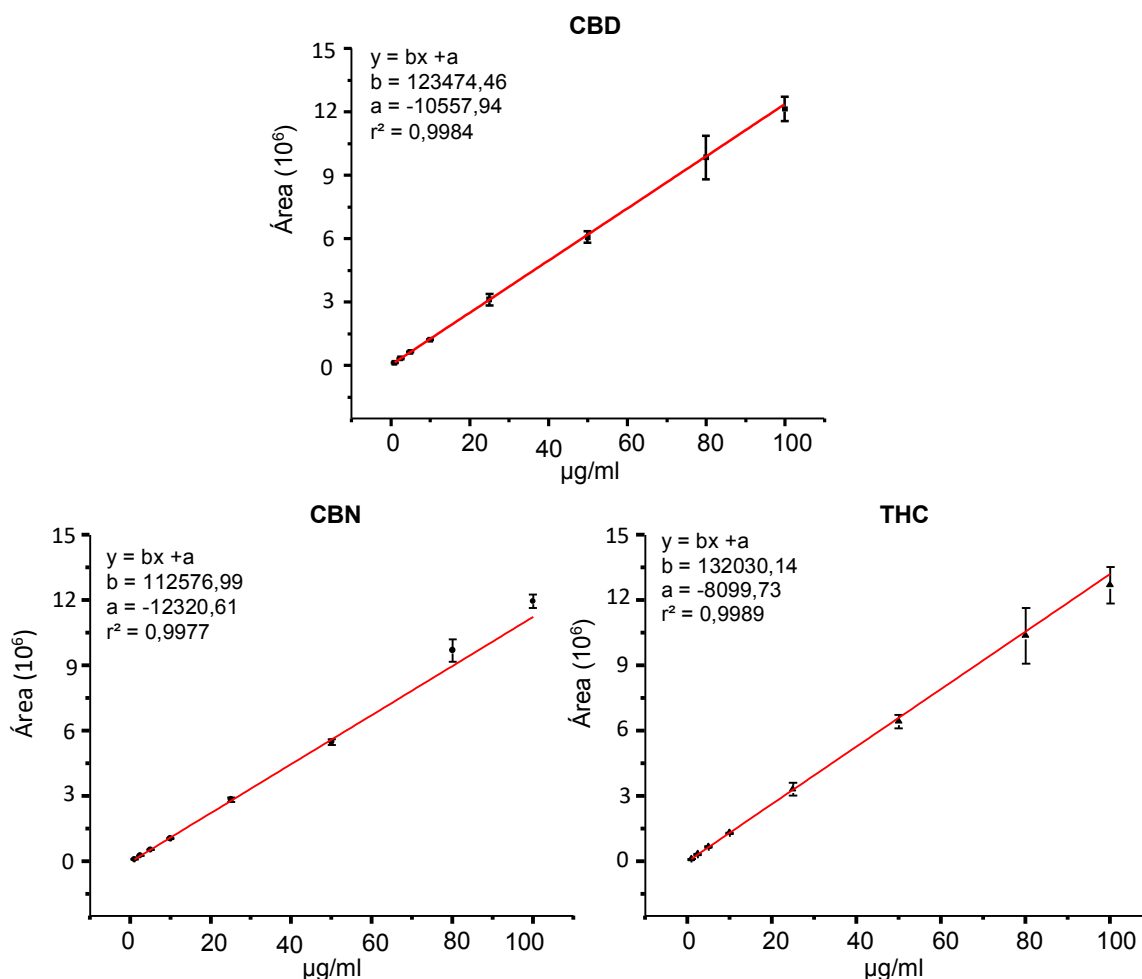 CBD
y = bx +a
b = 123474,46
a = -10557,94
r² = 0,9984
Área (10⁶)
15
12
9
6
3
0
0 20 40 60 80 100
µg/ml
CBN
y = bx +a
b = 112576,99
a = -12320,61
r² = 0,9977
Área (10⁶)
15
12
9
6
3
0
0 20 40 60 80 100
µg/ml
THC
y = bx +a
b = 132030,14
a = -8099,73
r² = 0,9989
Área (10⁶)
15
12
9
6
3
0
0 20 40 60 80 100
µg/ml